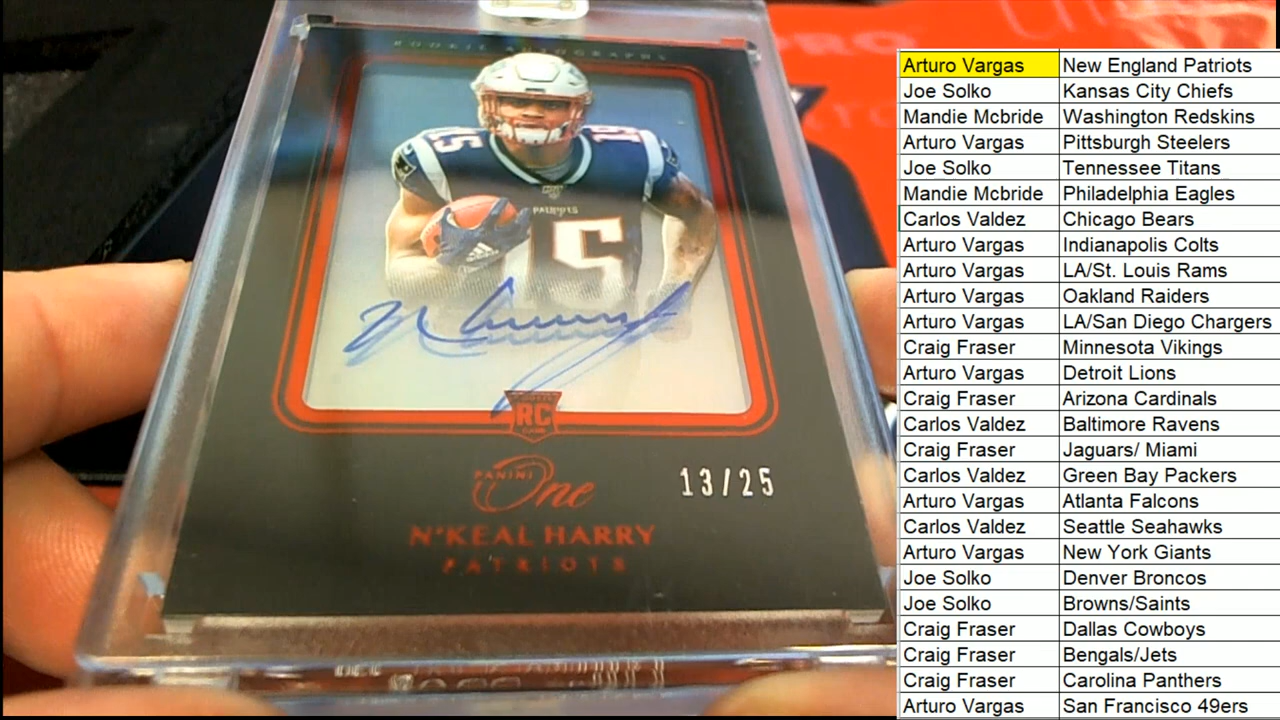 ROOKIE AUTOGRAPHS
15
15
PATRIOTS
15
RC
PANINI
One
13/25
N'KEAL HARRY
PATRIOTS
PRO
Arturo Vargas New England Patriots
Joe Solko Kansas City Chiefs
Mandie Mcbride Washington Redskins
Arturo Vargas Pittsburgh Steelers
Joe Solko Tennessee Titans
Mandie Mcbride Philadelphia Eagles
Carlos Valdez Chicago Bears
Arturo Vargas Indianapolis Colts
Arturo Vargas LA/St. Louis Rams
Arturo Vargas Oakland Raiders
Arturo Vargas LA/San Diego Chargers
Craig Fraser Minnesota Vikings
Arturo Vargas Detroit Lions
Craig Fraser Arizona Cardinals
Carlos Valdez Baltimore Ravens
Craig Fraser Jaguars/ Miami
Carlos Valdez Green Bay Packers
Arturo Vargas Atlanta Falcons
Carlos Valdez Seattle Seahawks
Arturo Vargas New York Giants
Joe Solko Denver Broncos
Joe Solko Browns/Saints
Craig Fraser Dallas Cowboys
Craig Fraser Bengals/Jets
Craig Fraser Carolina Panthers
Arturo Vargas San Francisco 49ers